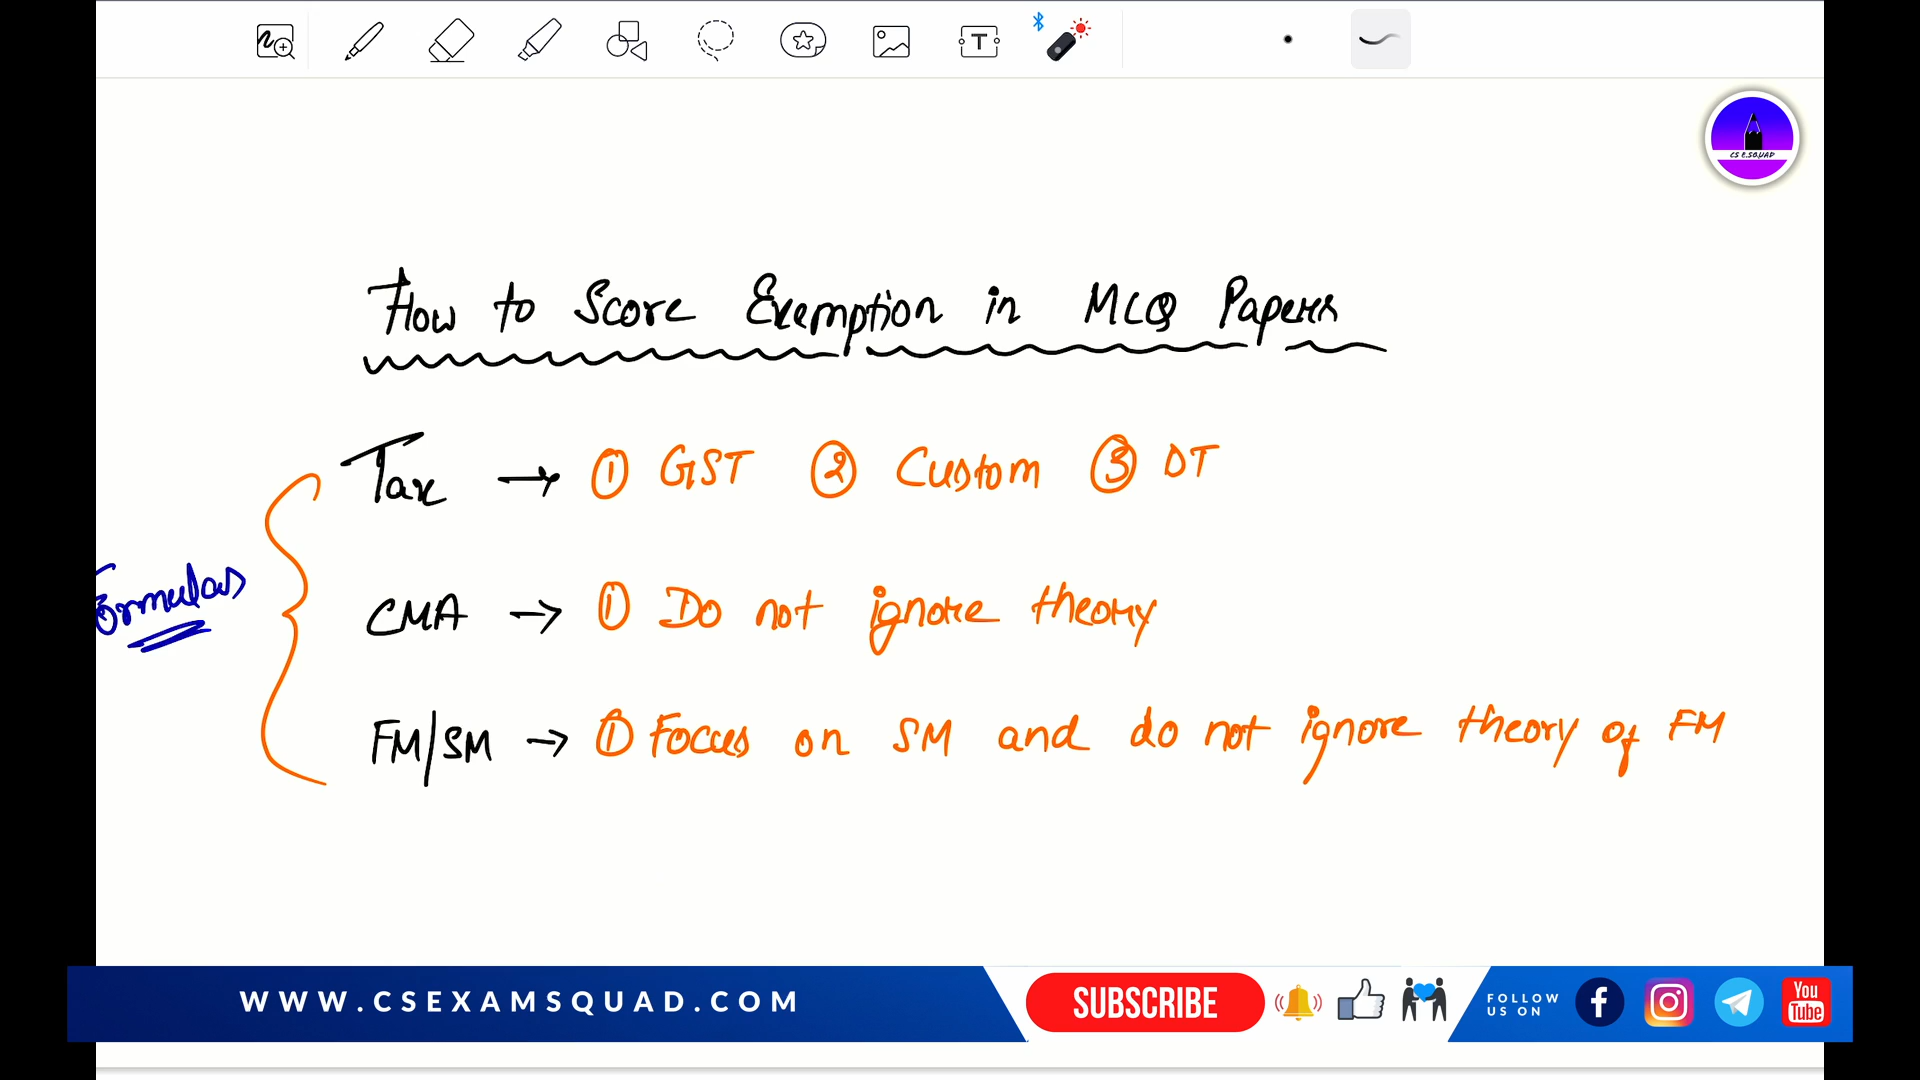 T
CS E.SQUAD
How to Score Exemption in MCQ Papers
Tax → ① GST ② Custom ③ DT
Formulas
CMA → ① Do not ignore theory
FM/SM → ① Focus on SM and do not ignore theory of FM
WWW.CSEXAMSQUAD.COM
SUBSCRIBE
FOLLOW
US ON
You
Tube